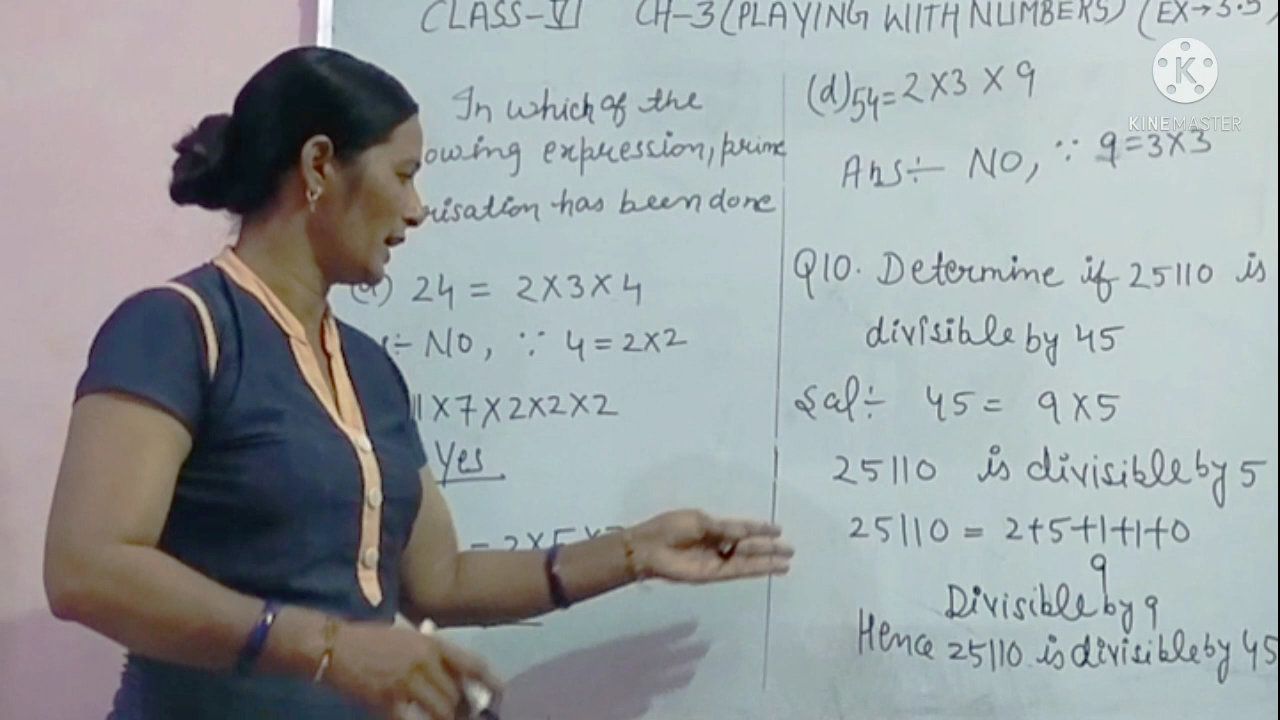 CLASS-VI CH-3 (PLAYING WITH NUMBERS) (EX→3.5)
In which of the
owing expression, prime
risation has been done
(a) 24 = 2×3×4
÷ No, ∵ 4=2×2
11×7×2×2×2
Yes
= 2×5×7
(d) 54=2×3×9
Ans÷ NO, ∵ 9=3×3
Q10. Determine if 25110 is
divisible by 45
Sol÷ 45 = 9×5
25110 is divisible by 5
25110 = 2+5+1+1+0
9
Divisible by 9
Hence 25110 is divisible by 45
KINEMASTER